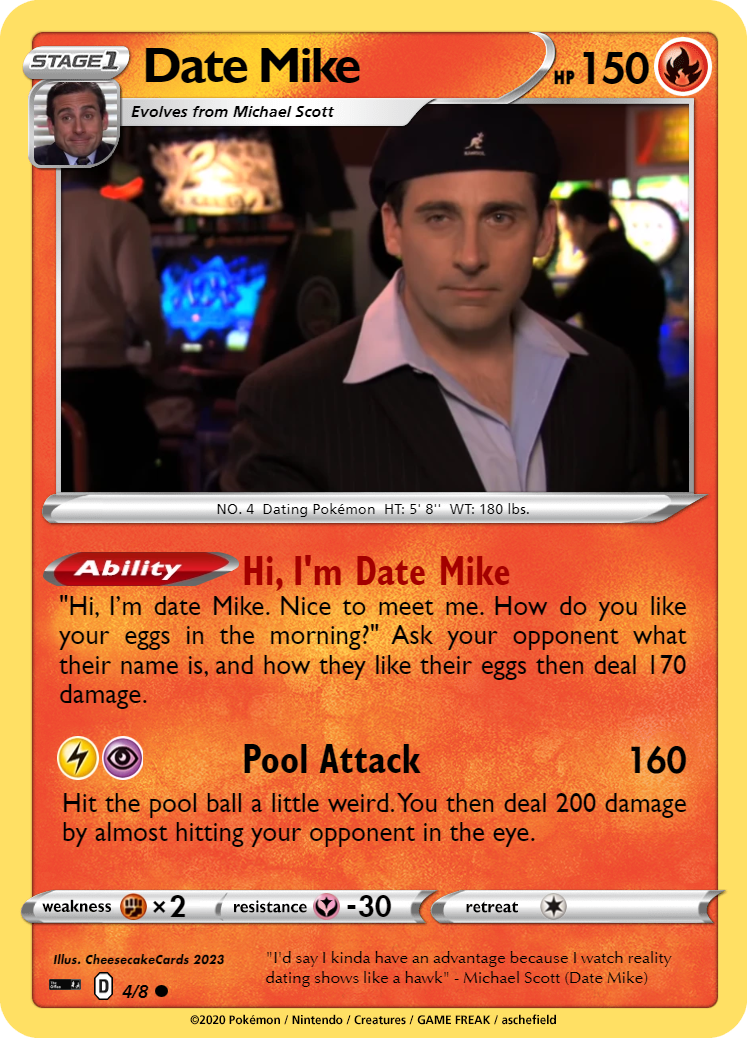 STAGE1
Date Mike
HP 150
Evolves from Michael Scott
KANGOL
NO. 4 Dating Pokémon HT: 5' 8'' WT: 180 lbs.
Ability Hi, I'm Date Mike
"Hi, I’m date Mike. Nice to meet me. How do you like
your eggs in the morning?" Ask your opponent what
their name is, and how they like their eggs then deal 170
damage.
Pool Attack 160
Hit the pool ball a little weird. You then deal 200 damage
by almost hitting your opponent in the eye.
weakness ×2 resistance -30 retreat
Illus. CheesecakeCards 2023
"I'd say I kinda have an advantage because I watch reality
dating shows like a hawk" - Michael Scott (Date Mike)
D 4/8
©2020 Pokémon / Nintendo / Creatures / GAME FREAK / aschefield